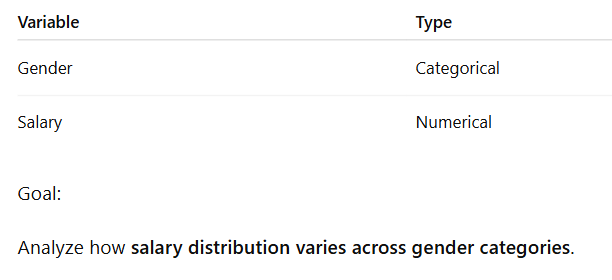 Variable Type
Gender Categorical
Salary Numerical
Goal:
Analyze how salary distribution varies across gender categories.